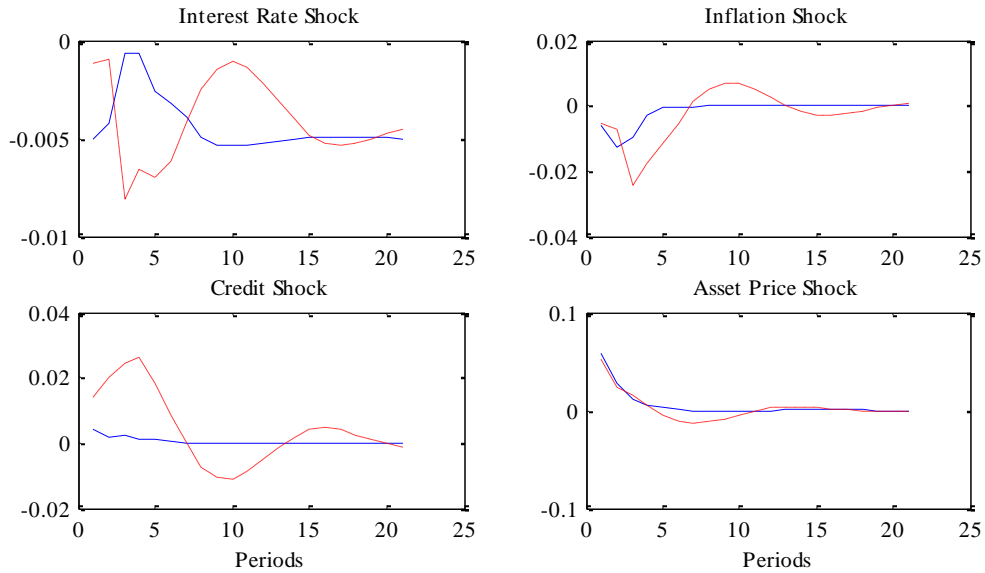 Interest Rate Shock
0
-0.005
-0.01
0 5 10 15 20 25
Inflation Shock
0.02
0
-0.02
-0.04
0 5 10 15 20 25
Credit Shock
0.04
0.02
0
-0.02
0 5 10 15 20 25
Periods
Asset Price Shock
0.1
0
-0.1
0 5 10 15 20 25
Periods